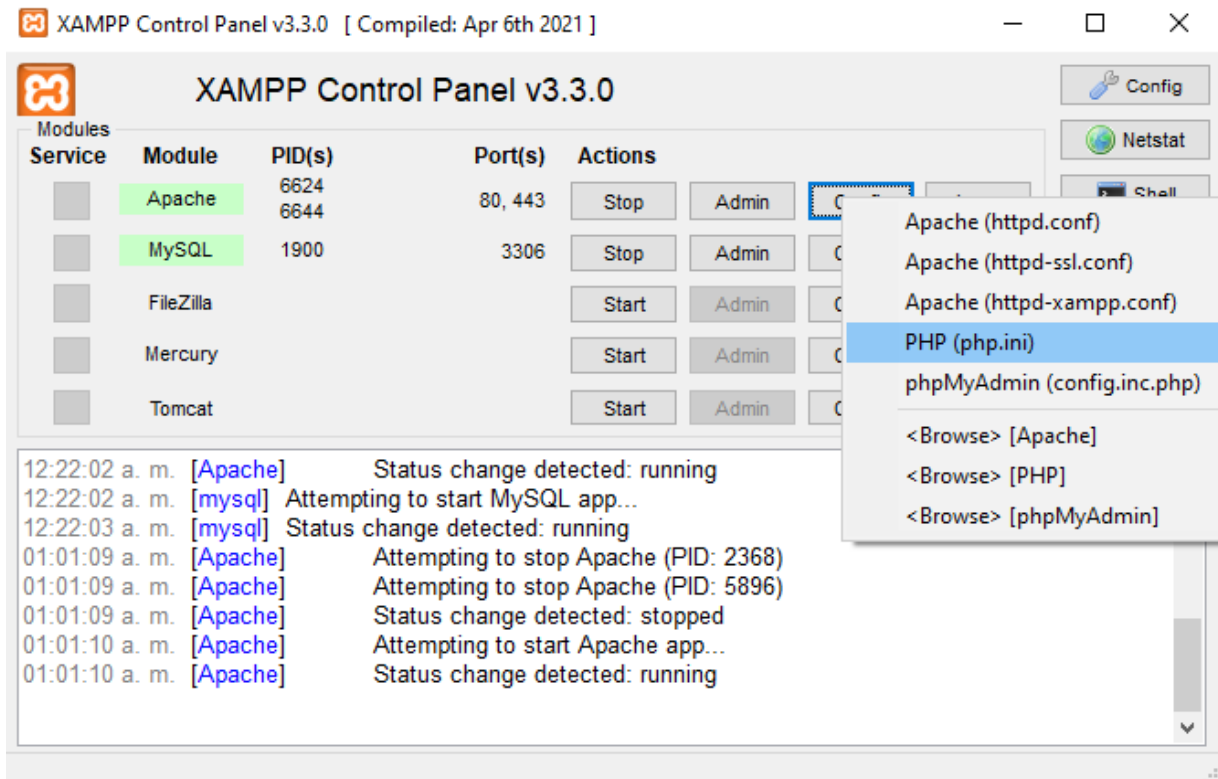 XAMPP Control Panel v3.3.0 [ Compiled: Apr 6th 2021 ]
XAMPP Control Panel v3.3.0
Config
Modules
Netstat
Service Module PID(s) Port(s) Actions
Shell
Apache 6624 6644 80, 443 Stop Admin
MySQL 1900 3306 Stop Admin
FileZilla Start Admin
Mercury Start Admin
Tomcat Start Admin
Apache (httpd.conf)
Apache (httpd-ssl.conf)
Apache (httpd-xampp.conf)
PHP (php.ini)
phpMyAdmin (config.inc.php)
<Browse> [Apache]
<Browse> [PHP]
<Browse> [phpMyAdmin]
12:22:02 a. m. [Apache] Status change detected: running
12:22:02 a. m. [mysql] Attempting to start MySQL app...
12:22:03 a. m. [mysql] Status change detected: running
01:01:09 a. m. [Apache] Attempting to stop Apache (PID: 2368)
01:01:09 a. m. [Apache] Attempting to stop Apache (PID: 5896)
01:01:09 a. m. [Apache] Status change detected: stopped
01:01:10 a. m. [Apache] Attempting to start Apache app...
01:01:10 a. m. [Apache] Status change detected: running